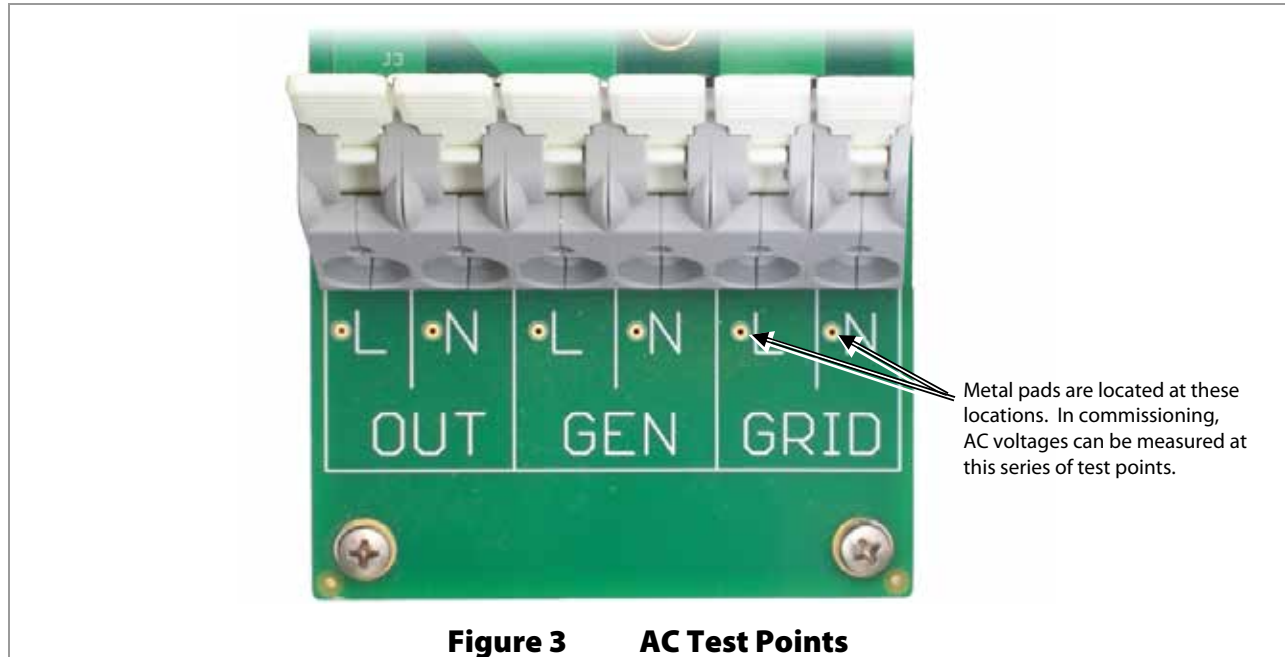 J3
L N L N L N
OUT GEN GRID
Metal pads are located at these
locations. In commissioning,
AC voltages can be measured at
this series of test points.
Figure 3 AC Test Points